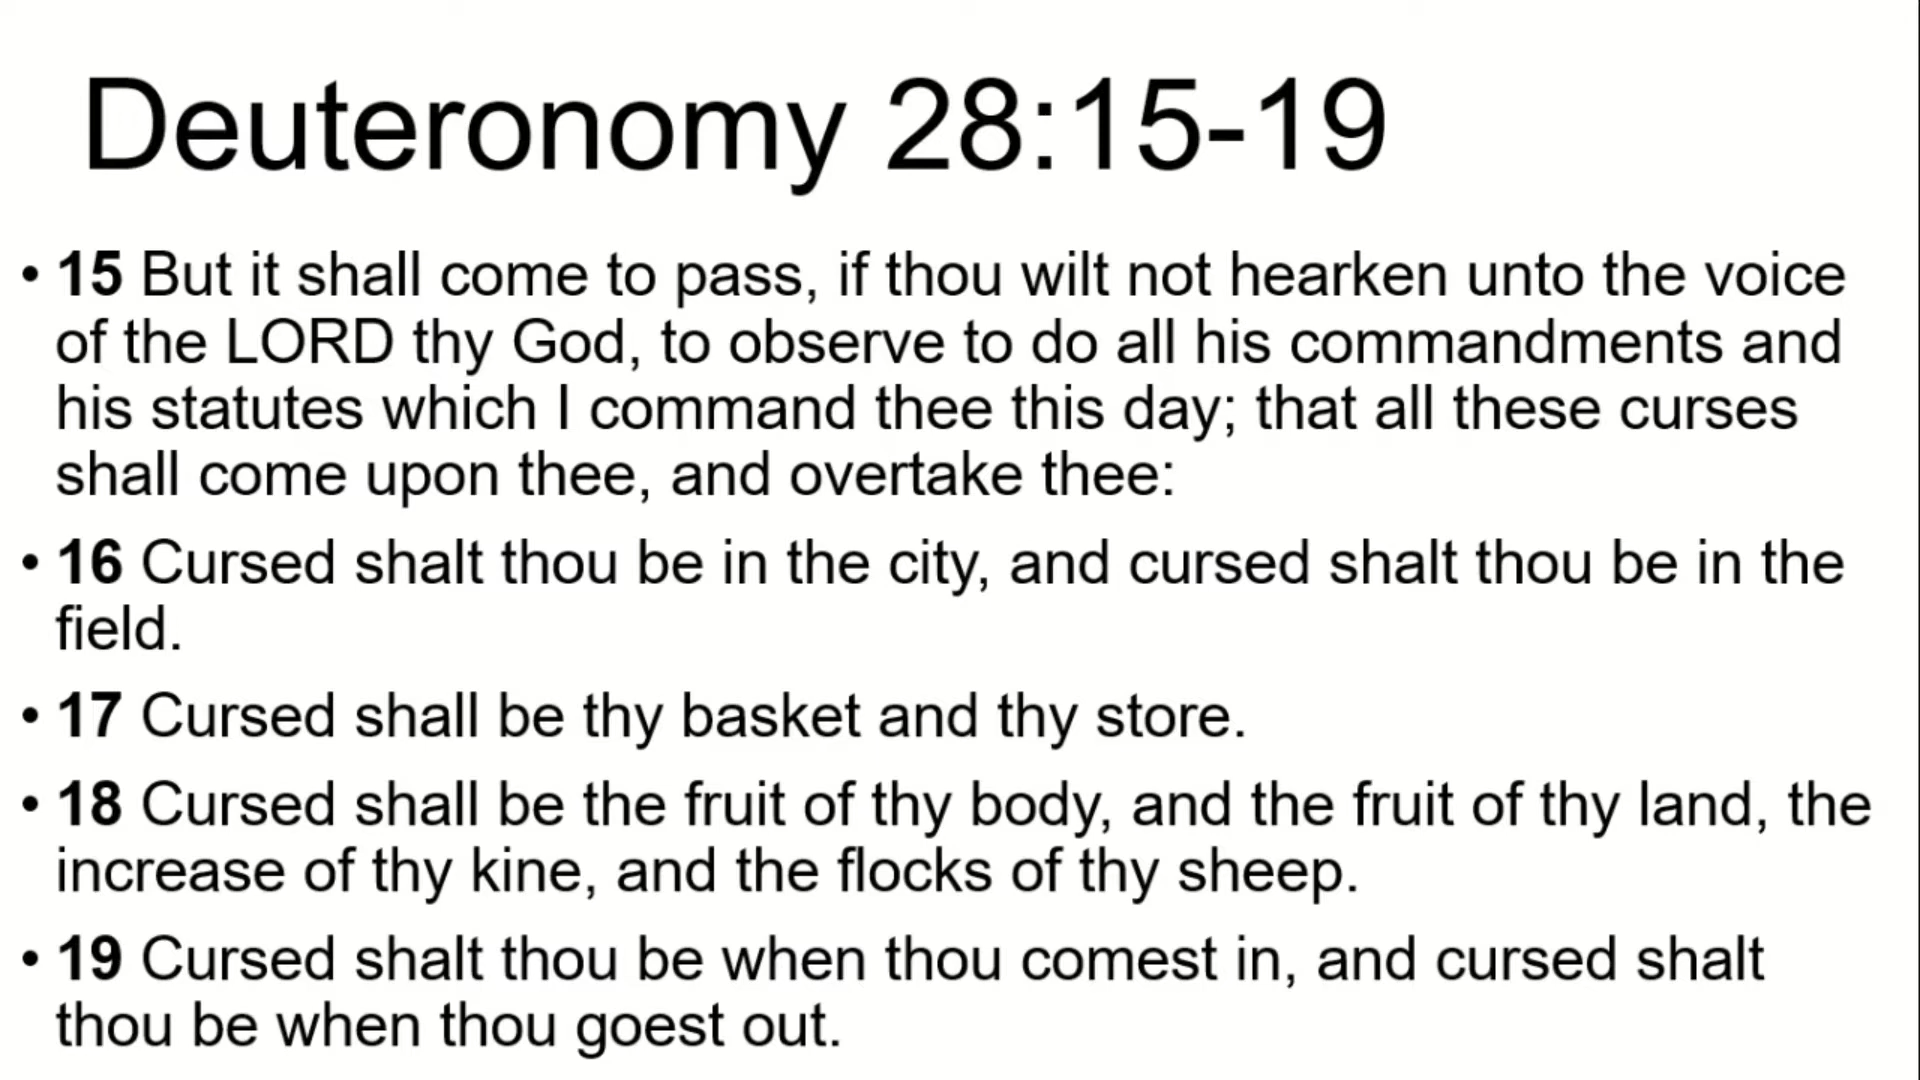 Deuteronomy 28:15-19
• 15 But it shall come to pass, if thou wilt not hearken unto the voice
of the LORD thy God, to observe to do all his commandments and
his statutes which I command thee this day; that all these curses
shall come upon thee, and overtake thee:
• 16 Cursed shalt thou be in the city, and cursed shalt thou be in the
field.
• 17 Cursed shall be thy basket and thy store.
• 18 Cursed shall be the fruit of thy body, and the fruit of thy land, the
increase of thy kine, and the flocks of thy sheep.
• 19 Cursed shalt thou be when thou comest in, and cursed shalt
thou be when thou goest out.